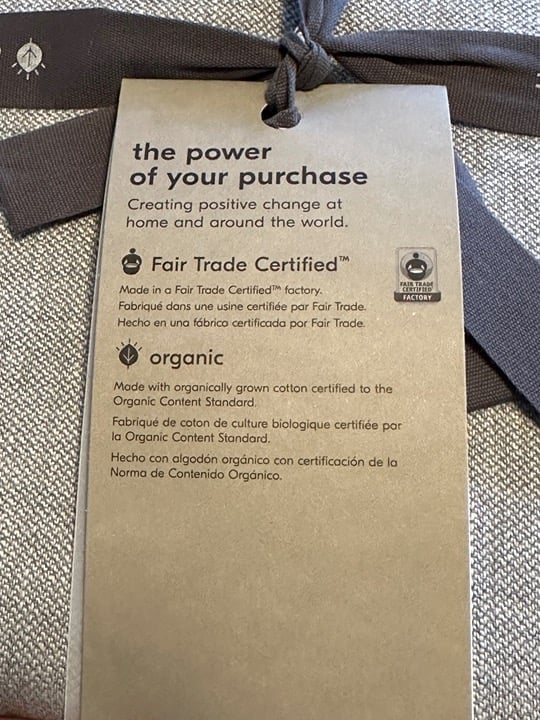 the power
of your purchase
Creating positive change at
home and around the world.
Fair Trade Certified™
Made in a Fair Trade Certified™ factory.
Fabriqué dans une usine certifiée par Fair Trade.
Hecho en una fábrica certificada por Fair Trade.
FAIR TRADE
CERTIFIED
FACTORY
organic
Made with organically grown cotton certified to the
Organic Content Standard.
Fabriqué de coton de culture biologique certifiée par
la Organic Content Standard.
Hecho con algodón orgánico con certificación de la
Norma de Contenido Orgánico.